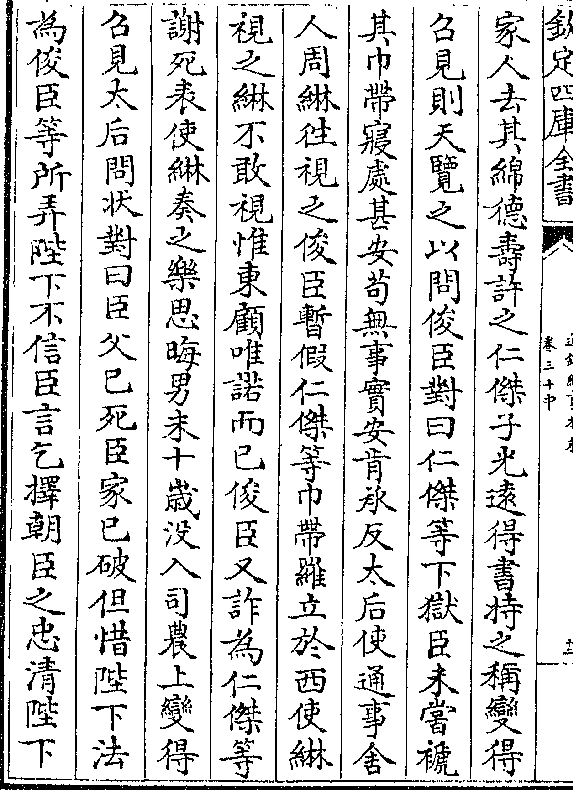 欽定四庫全書
卷三十中
家人去其綿德壽許之仁傑子光遠得書持之稱變得
召見則天覽之以問俊臣對曰仁傑等下獄臣未嘗褫
其巾帶寢處甚安苟無事實安肯承反太后使通事舍
人周綝往視之俊臣暫假仁傑等巾帶羅立於西使綝
視之綝不敢視惟東顧唯諾而已俊臣又詐為仁傑等
謝死表使綝奏之樂思晦男未十歲没入司農上變得
召見太后問狀對曰臣父已死臣家已破但惜陛下法
為俊臣等所弄陛下不信臣言乞擇朝臣之忠清陛下